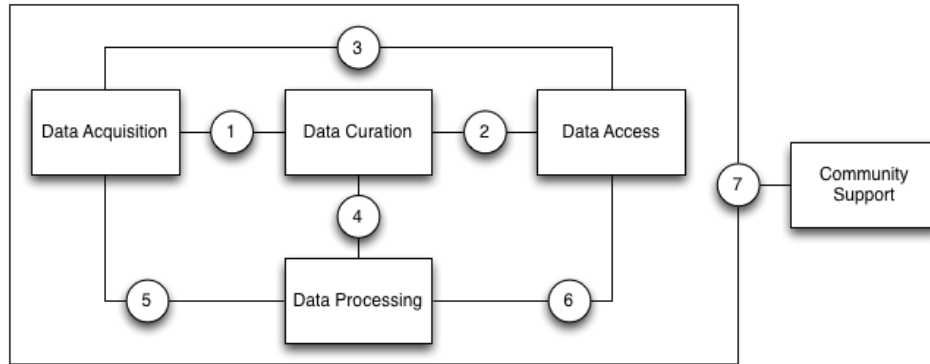 3
Data Acquisition
1
Data Curation
2
Data Access
7
Community
Support
4
5
Data Processing
6